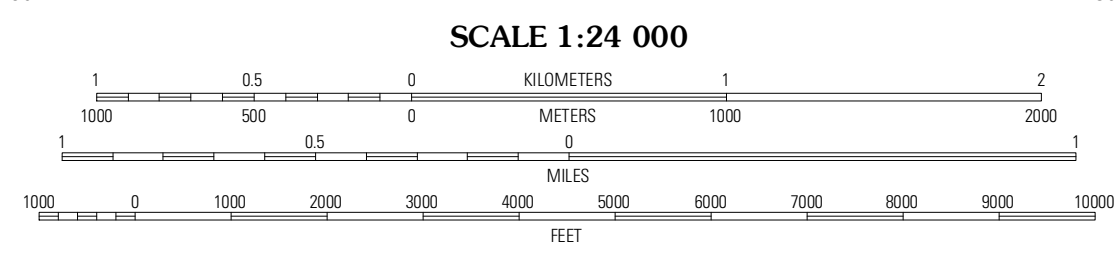 SCALE 1:24 000
1 0.5 0 KILOMETERS 1 2
1000 500 0 METERS 1000 2000
1 0.5 0 1
MILES
1000 0 1000 2000 3000 4000 5000 6000 7000 8000 9000 10000
FEET